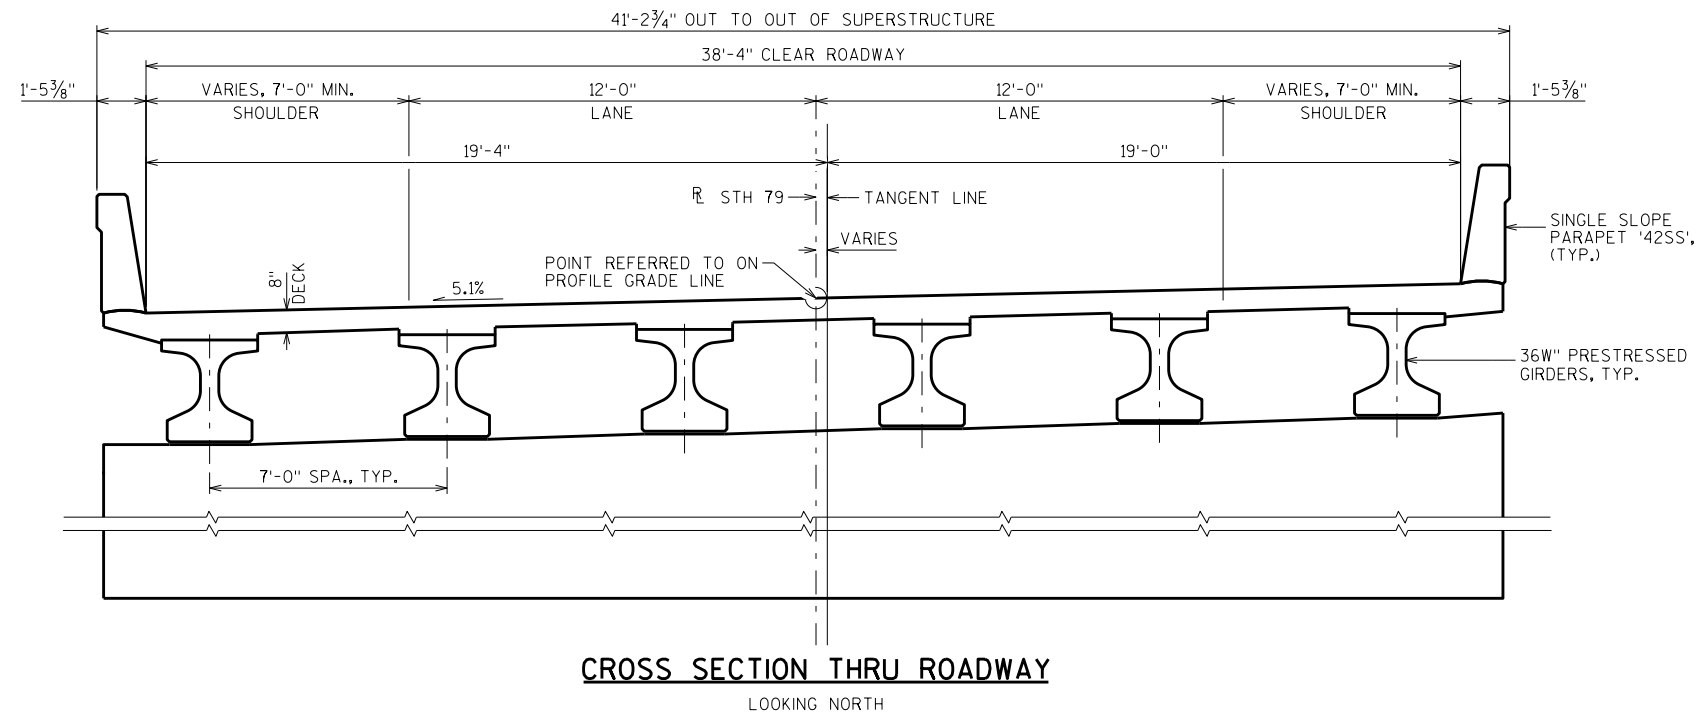 41'-2¾" OUT TO OUT OF SUPERSTRUCTURE
38'-4" CLEAR ROADWAY
1'-5⅜"
VARIES, 7'-0" MIN.
SHOULDER
12'-0"
LANE
12'-0"
LANE
VARIES, 7'-0" MIN.
SHOULDER
1'-5⅜"
19'-4"
19'-0"
RL STH 79
TANGENT LINE
VARIES
SINGLE SLOPE
PARAPET '42SS',
(TYP.)
POINT REFERRED TO ON
PROFILE GRADE LINE
8"
DECK
5.1%
36W" PRESTRESSED
GIRDERS, TYP.
7'-0" SPA., TYP.
CROSS SECTION THRU ROADWAY
LOOKING NORTH